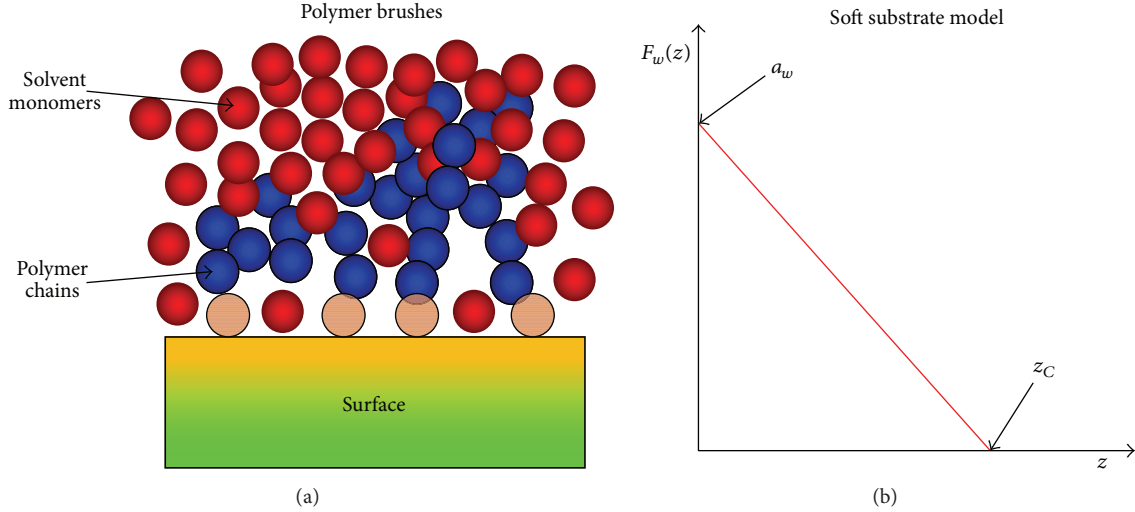 Polymer brushes
Solvent
monomers
Polymer
chains
Surface
(a)
Soft substrate model
F_w(z)
a_w
z_C
z
(b)